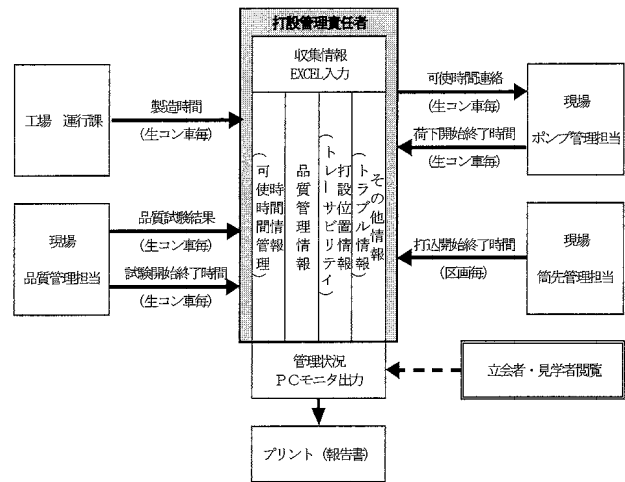 打設管理責任者
収集情報
EXCEL入力
工場　運行課
製造時間
(生コン車毎)
可使時間連絡
(生コン車毎)
荷下開始終了時間
(生コン車毎)
現場
ポンプ管理担当
時間情報
(可使時間管理)
品質管理情報
打設位置情報
(トレーサビリティ)
その他情報
(トラブル情報)
現場
品質管理担当
品質試験結果
(生コン車毎)
試験開始終了時間
(生コン車毎)
打込開始終了時間
(区画毎)
現場
筒先管理担当
管理状況
ＰＣモニタ出力
立会者・見学者閲覧
プリント（報告書）